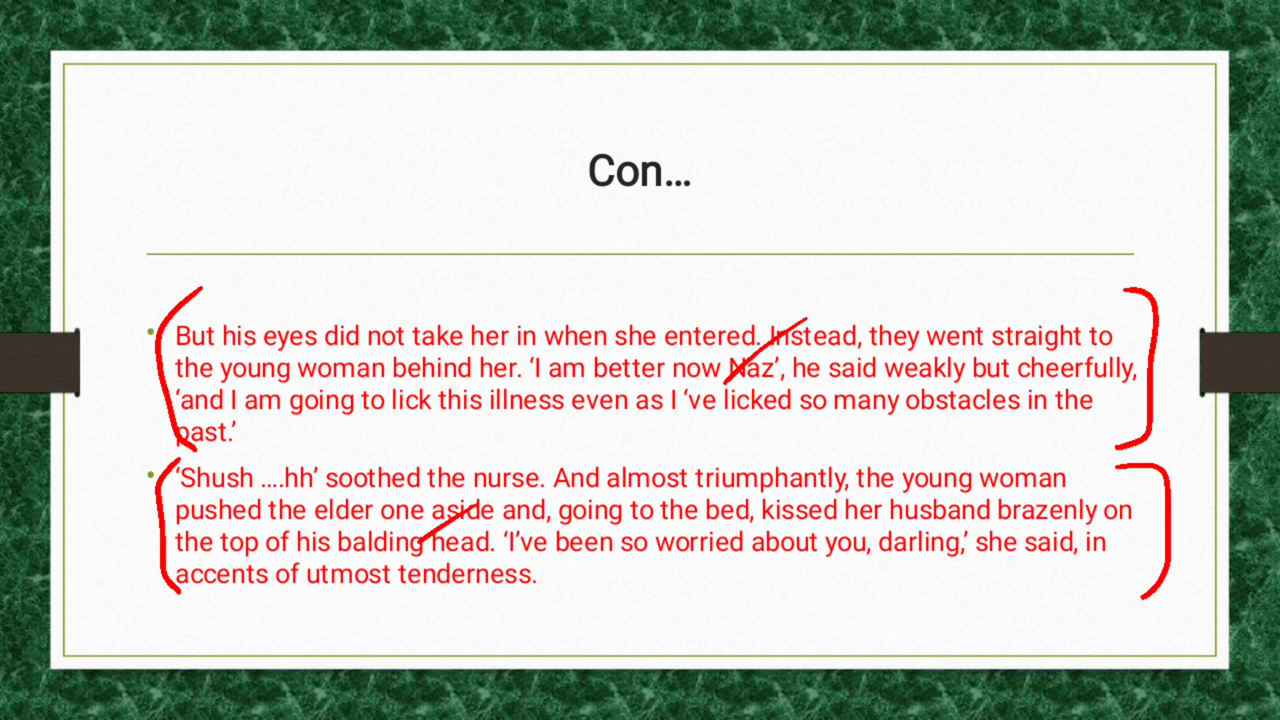 Con...
• But his eyes did not take her in when she entered. Instead, they went straight to
the young woman behind her. ‘I am better now Naz’, he said weakly but cheerfully,
‘and I am going to lick this illness even as I ‘ve licked so many obstacles in the
past.’
• ‘Shush ....hh’ soothed the nurse. And almost triumphantly, the young woman
pushed the elder one aside and, going to the bed, kissed her husband brazenly on
the top of his balding head. ‘I’ve been so worried about you, darling,’ she said, in
accents of utmost tenderness.